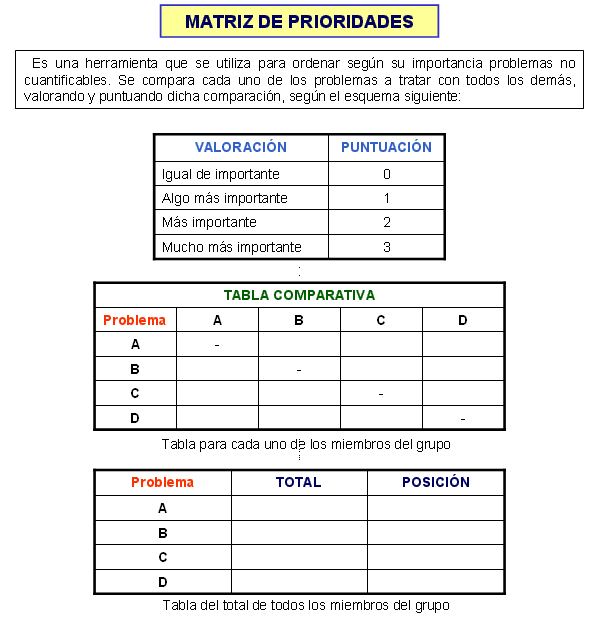 MATRIZ DE PRIORIDADES
Es una herramienta que se utiliza para ordenar según su importancia problemas no
cuantificables. Se compara cada uno de los problemas a tratar con todos los demás,
valorando y puntuando dicha comparación, según el esquema siguiente:
VALORACIÓN PUNTUACIÓN
Igual de importante 0
Algo más importante 1
Más importante 2
Mucho más importante 3
TABLA COMPARATIVA
Problema A B C D
A -
B -
C -
D -
Tabla para cada uno de los miembros del grupo
Problema TOTAL POSICIÓN
A
B
C
D
Tabla del total de todos los miembros del grupo